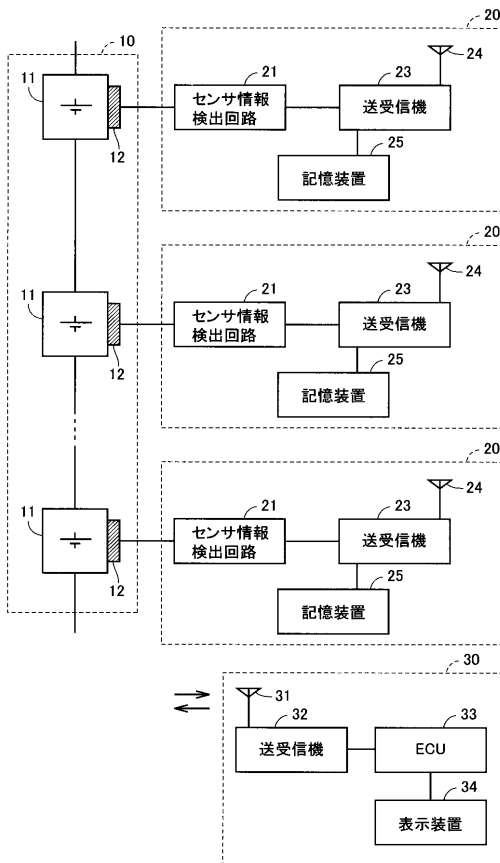 10
20
11
12
21
センサ情報
検出回路
23
送受信機
24
25
記憶装置
20
11
12
21
センサ情報
検出回路
23
送受信機
24
25
記憶装置
20
11
12
21
センサ情報
検出回路
23
送受信機
24
25
記憶装置
30
31
32
送受信機
33
ECU
34
表示装置